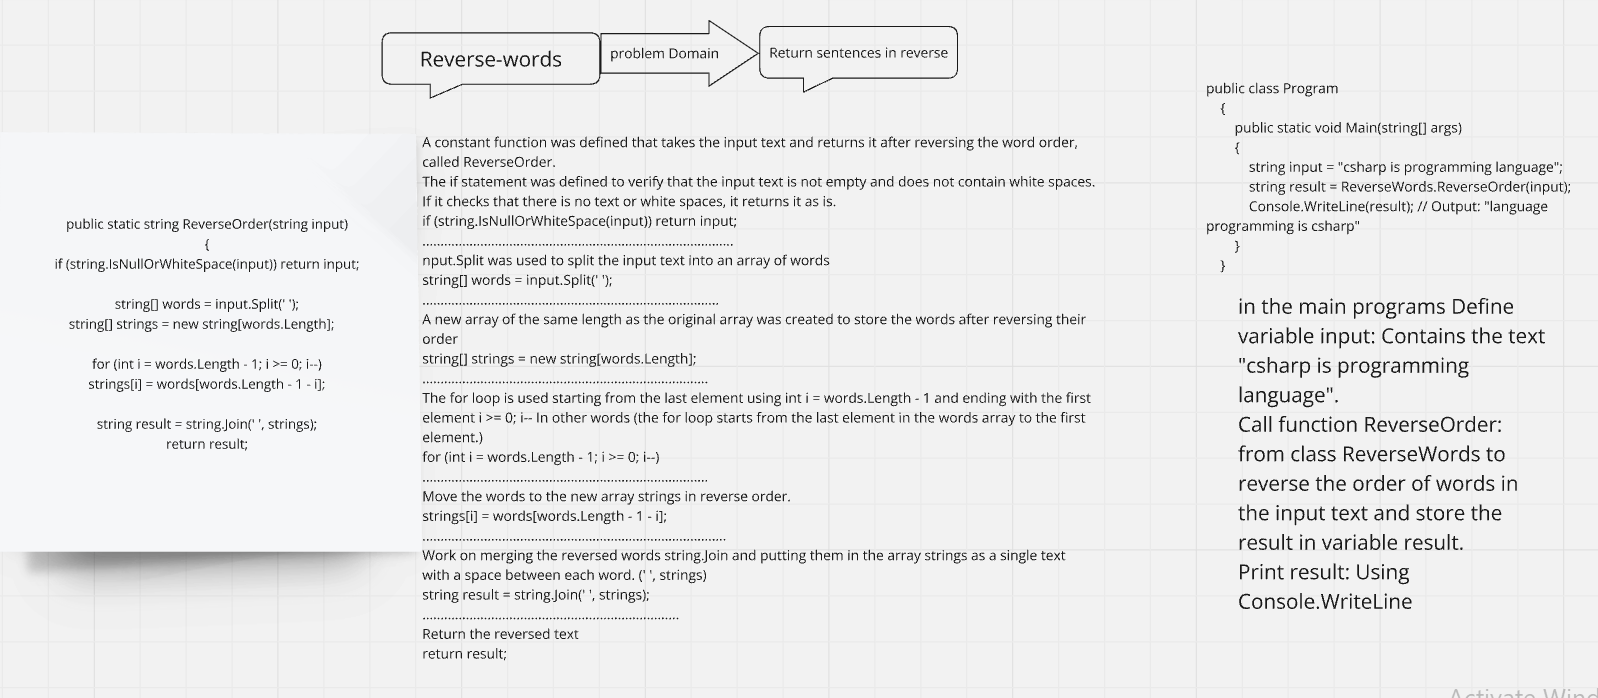 Reverse-words
problem Domain
Return sentences in reverse
public static string ReverseOrder(string input)
{
if (string.IsNullOrWhiteSpace(input)) return input;
string[] words = input.Split(' ');
string[] strings = new string[words.Length];
for (int i = words.Length - 1; i >= 0; i--)
strings[i] = words[words.Length - 1 - i];
string result = string.Join(' ', strings);
return result;
A constant function was defined that takes the input text and returns it after reversing the word order,
called ReverseOrder.
The if statement was defined to verify that the input text is not empty and does not contain white spaces.
If it checks that there is no text or white spaces, it returns it as is.
if (string.IsNullOrWhiteSpace(input)) return input;
.....................................................................................
nput.Split was used to split the input text into an array of words
string[] words = input.Split(' ');
.................................................................................
A new array of the same length as the original array was created to store the words after reversing their
order
string[] strings = new string[words.Length];
..............................................................................
The for loop is used starting from the last element using int i = words.Length - 1 and ending with the first
element i >= 0; i-- In other words (the for loop starts from the last element in the words array to the first
element.)
for (int i = words.Length - 1; i >= 0; i--)
..............................................................................
Move the words to the new array strings in reverse order.
strings[i] = words[words.Length - 1 - i];
...................................................................................
Work on merging the reversed words string.Join and putting them in the array strings as a single text
with a space between each word. (' ', strings)
string result = string.Join(' ', strings);
......................................................................
Return the reversed text
return result;
public class Program
{
public static void Main(string[] args)
{
string input = "csharp is programming language";
string result = ReverseWords.ReverseOrder(input);
Console.WriteLine(result); // Output: "language
programming is csharp"
}
}
in the main programs Define
variable input: Contains the text
"csharp is programming
language".
Call function ReverseOrder:
from class ReverseWords to
reverse the order of words in
the input text and store the
result in variable result.
Print result: Using
Console.WriteLine